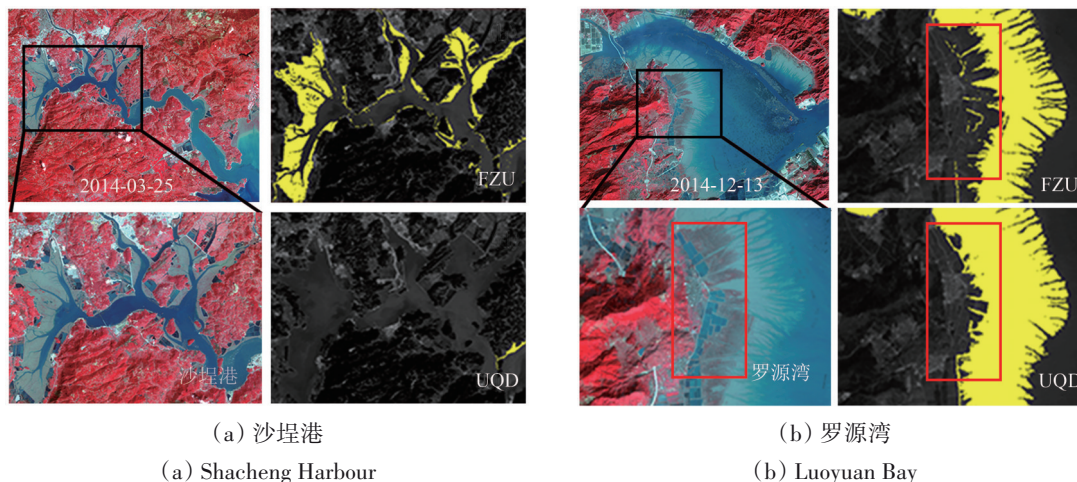 2014-03-25
FZU
沙埕港
UQD
2014-12-13
FZU
罗源湾
UQD
(a) 沙埕港
(a) Shacheng Harbour
(b) 罗源湾
(b) Luoyuan Bay